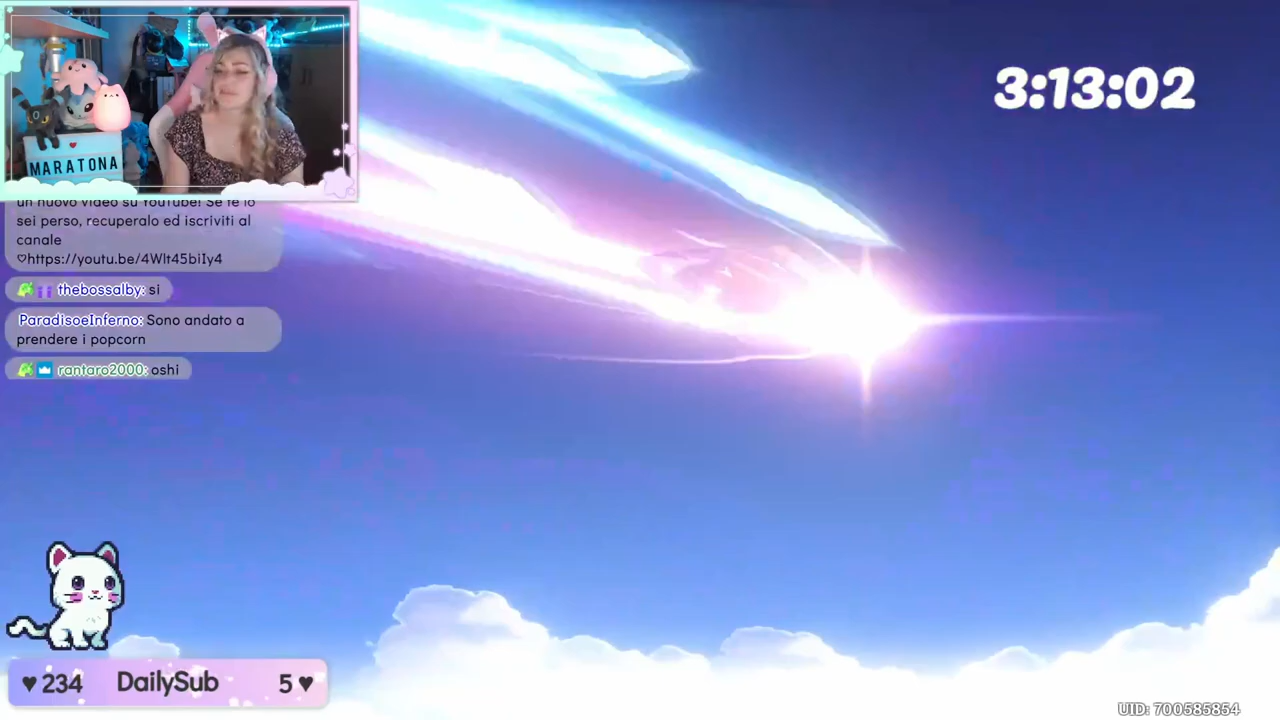 3:13:02
MARATONA
un nuovo video su YouTube! Se te lo
sei perso, recuperalo ed iscriviti al
canale
♡https://youtu.be/4Wlt45biIy4
thebossalby: si
ParadisoeInferno: Sono andato a
prendere i popcorn
rantaro2000: oshi
♥ 234 DailySub 5 ♥
UID: 700585854